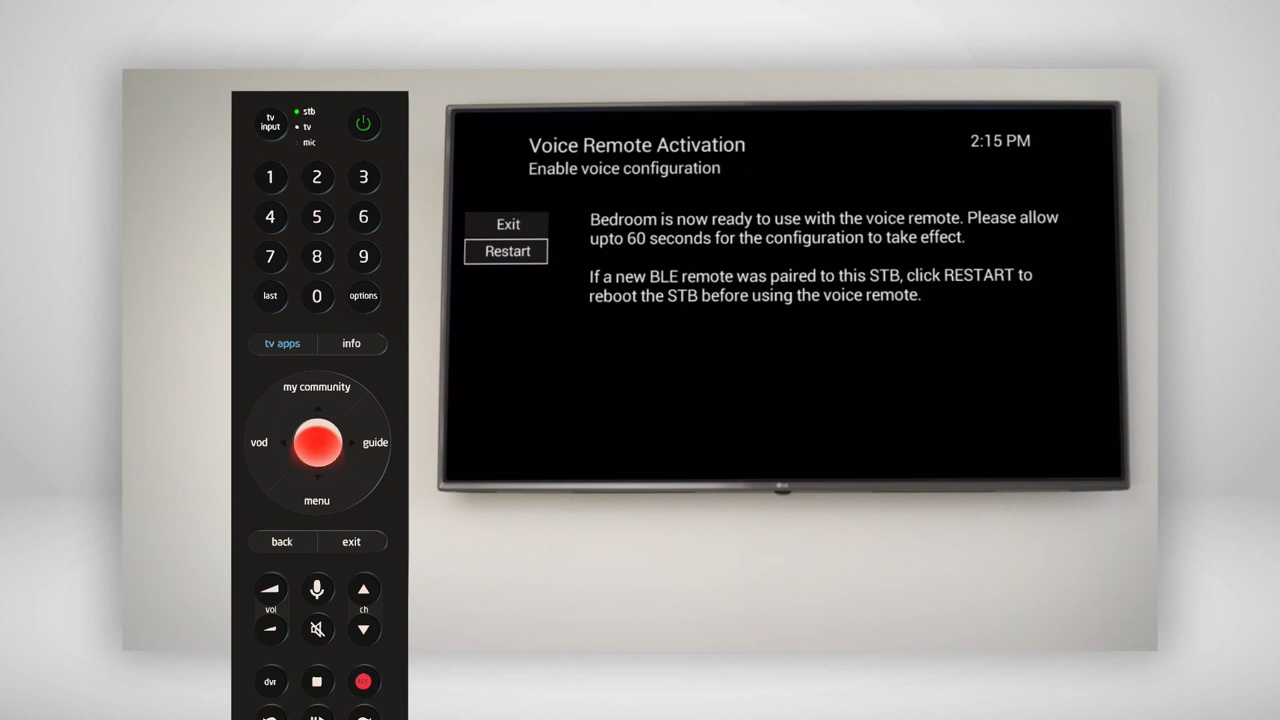 tv
input
stb
tv
mic
1
2
3
4
5
6
7
8
9
last
0
options
tv apps
info
my community
vod
guide
menu
back
exit
vol
ch
dvr
Voice Remote Activation
2:15 PM
Enable voice configuration
Exit
Restart
Bedroom is now ready to use with the voice remote. Please allow
upto 60 seconds for the configuration to take effect.
If a new BLE remote was paired to this STB, click RESTART to
reboot the STB before using the voice remote.